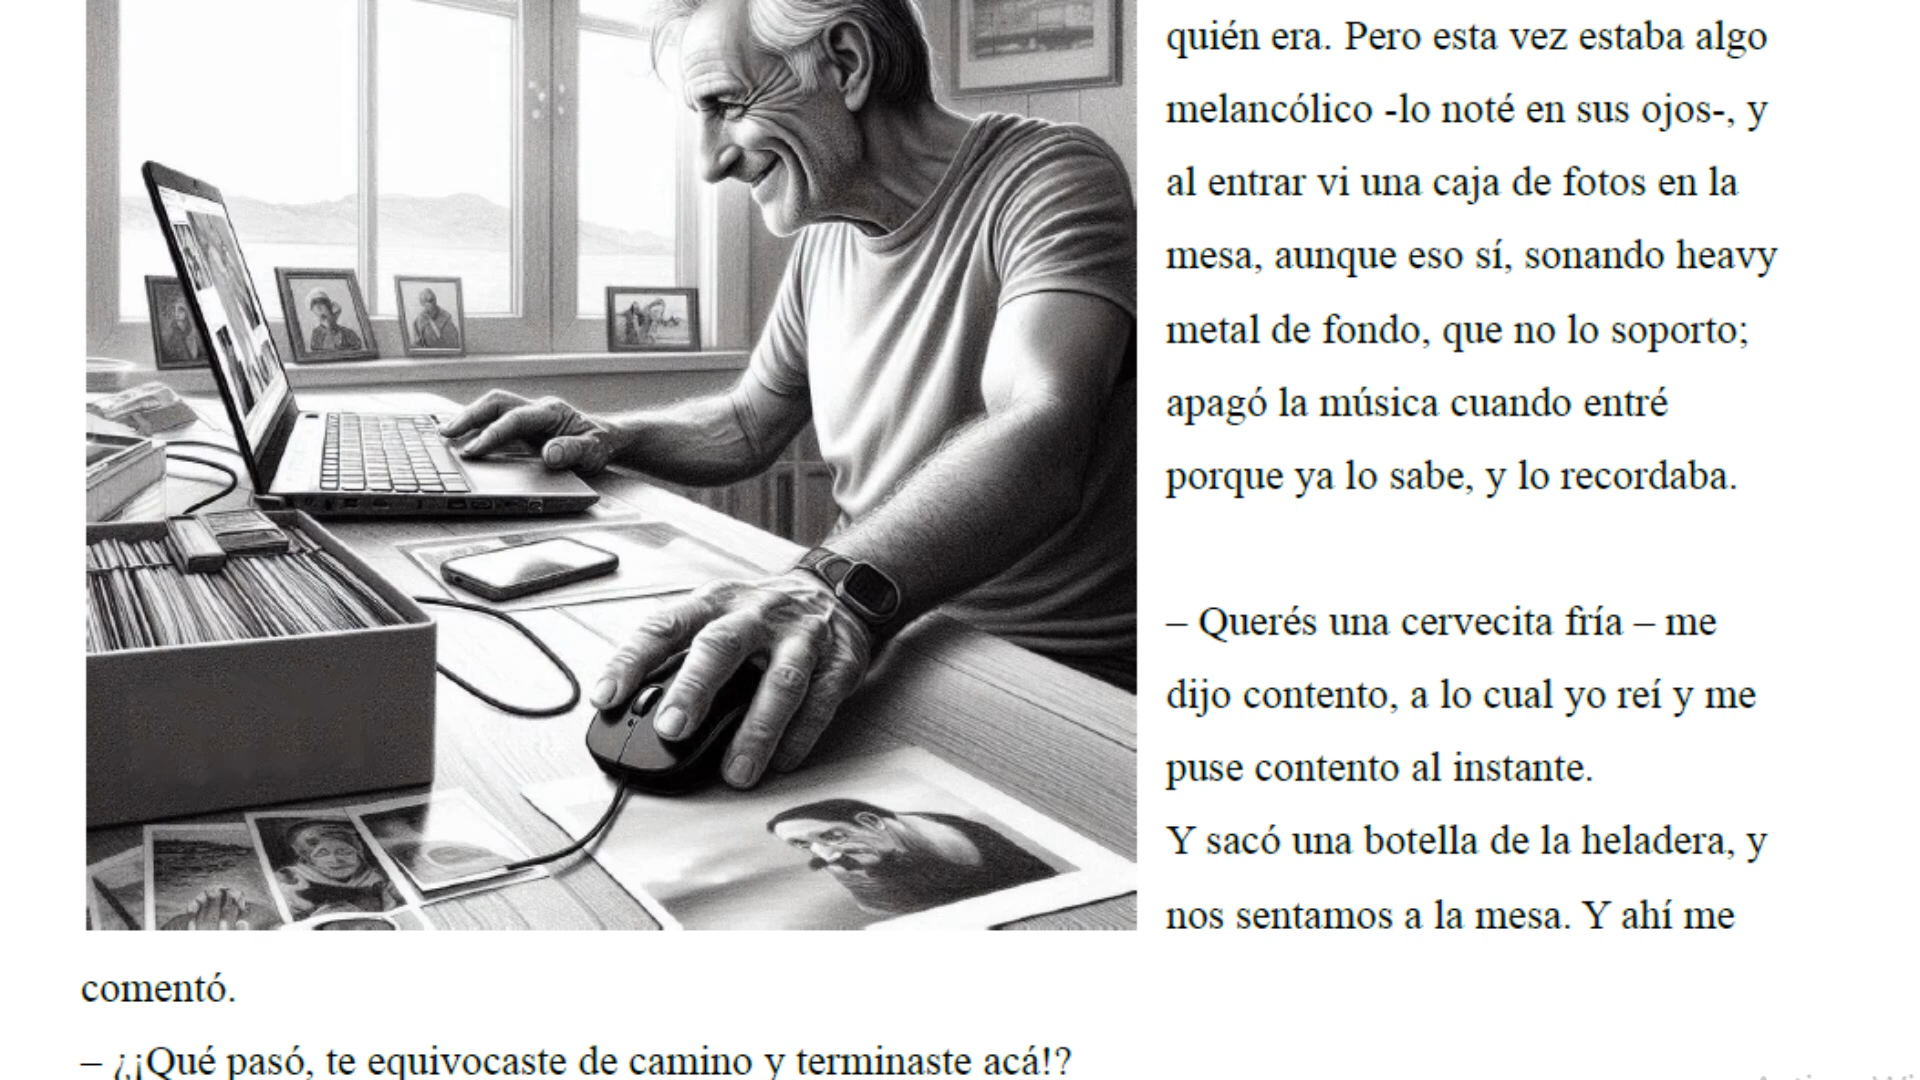 quién era. Pero esta vez estaba algo
melancólico -lo noté en sus ojos-, y
al entrar vi una caja de fotos en la
mesa, aunque eso sí, sonando heavy
metal de fondo, que no lo soporto;
apagó la música cuando entré
porque ya lo sabe, y lo recordaba.
– Querés una cervecita fría – me
dijo contento, a lo cual yo reí y me
puse contento al instante.
Y sacó una botella de la heladera, y
nos sentamos a la mesa. Y ahí me
comentó.
– ¿¡Qué pasó, te equivocaste de camino y terminaste acá!?